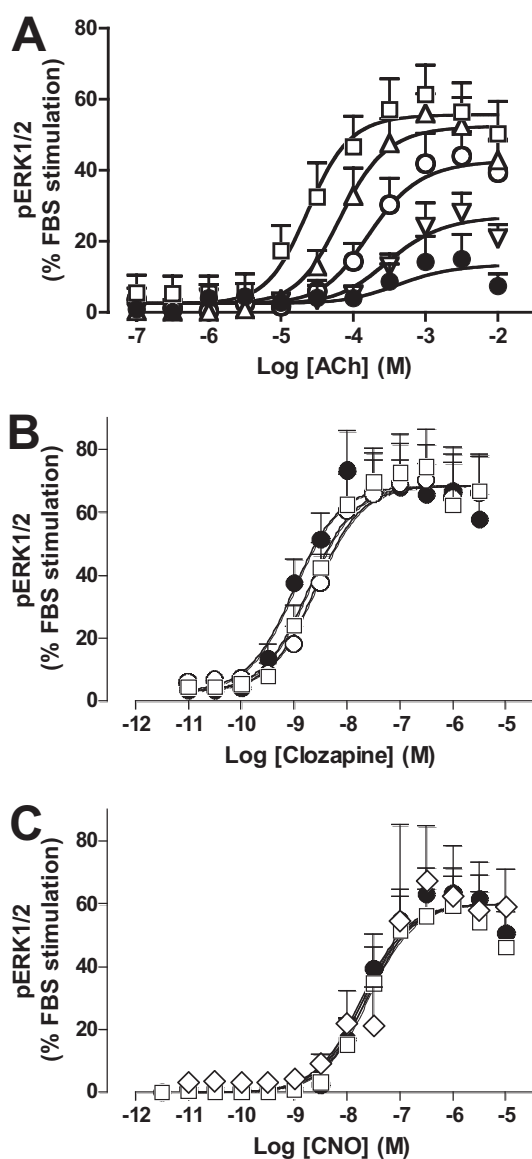 A
pERK1/2
(% FBS stimulation)
80
60
40
20
0
-7 -6 -5 -4 -3 -2
Log [ACh] (M)
B
pERK1/2
(% FBS stimulation)
80
60
40
20
0
-12 -11 -10 -9 -8 -7 -6 -5
Log [Clozapine] (M)
C
pERK1/2
(% FBS stimulation)
80
60
40
20
0
-12 -11 -10 -9 -8 -7 -6 -5
Log [CNO] (M)